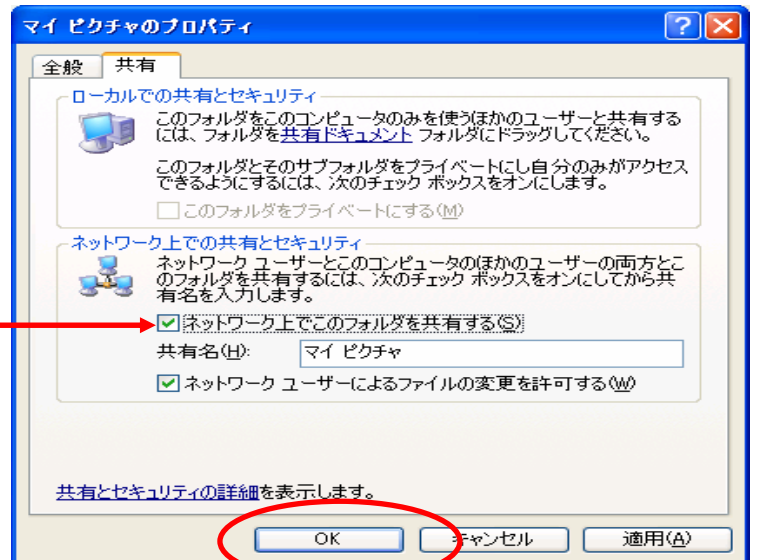 マイ ピクチャのプロパティ
全般 共有
ローカルでの共有とセキュリティ
このフォルダをこのコンピュータのみを使うほかのユーザーと共有する
には、フォルダを共有ドキュメント フォルダにドラッグしてください。
このフォルダとそのサブフォルダをプライベートにし自分のみがアクセス
できるようにするには、次のチェック ボックスをオンにします。
このフォルダをプライベートにする(M)
ネットワーク上での共有とセキュリティ
ネットワーク ユーザーとこのコンピュータのほかのユーザーの両方とこ
のフォルダを共有するには、次のチェック ボックスをオンにしてから共
有名を入力します。
ネットワーク上でこのフォルダを共有する(S)
共有名(H): マイ ピクチャ
ネットワーク ユーザーによるファイルの変更を許可する(W)
共有とセキュリティの詳細を表示します。
OK キャンセル 適用(A)